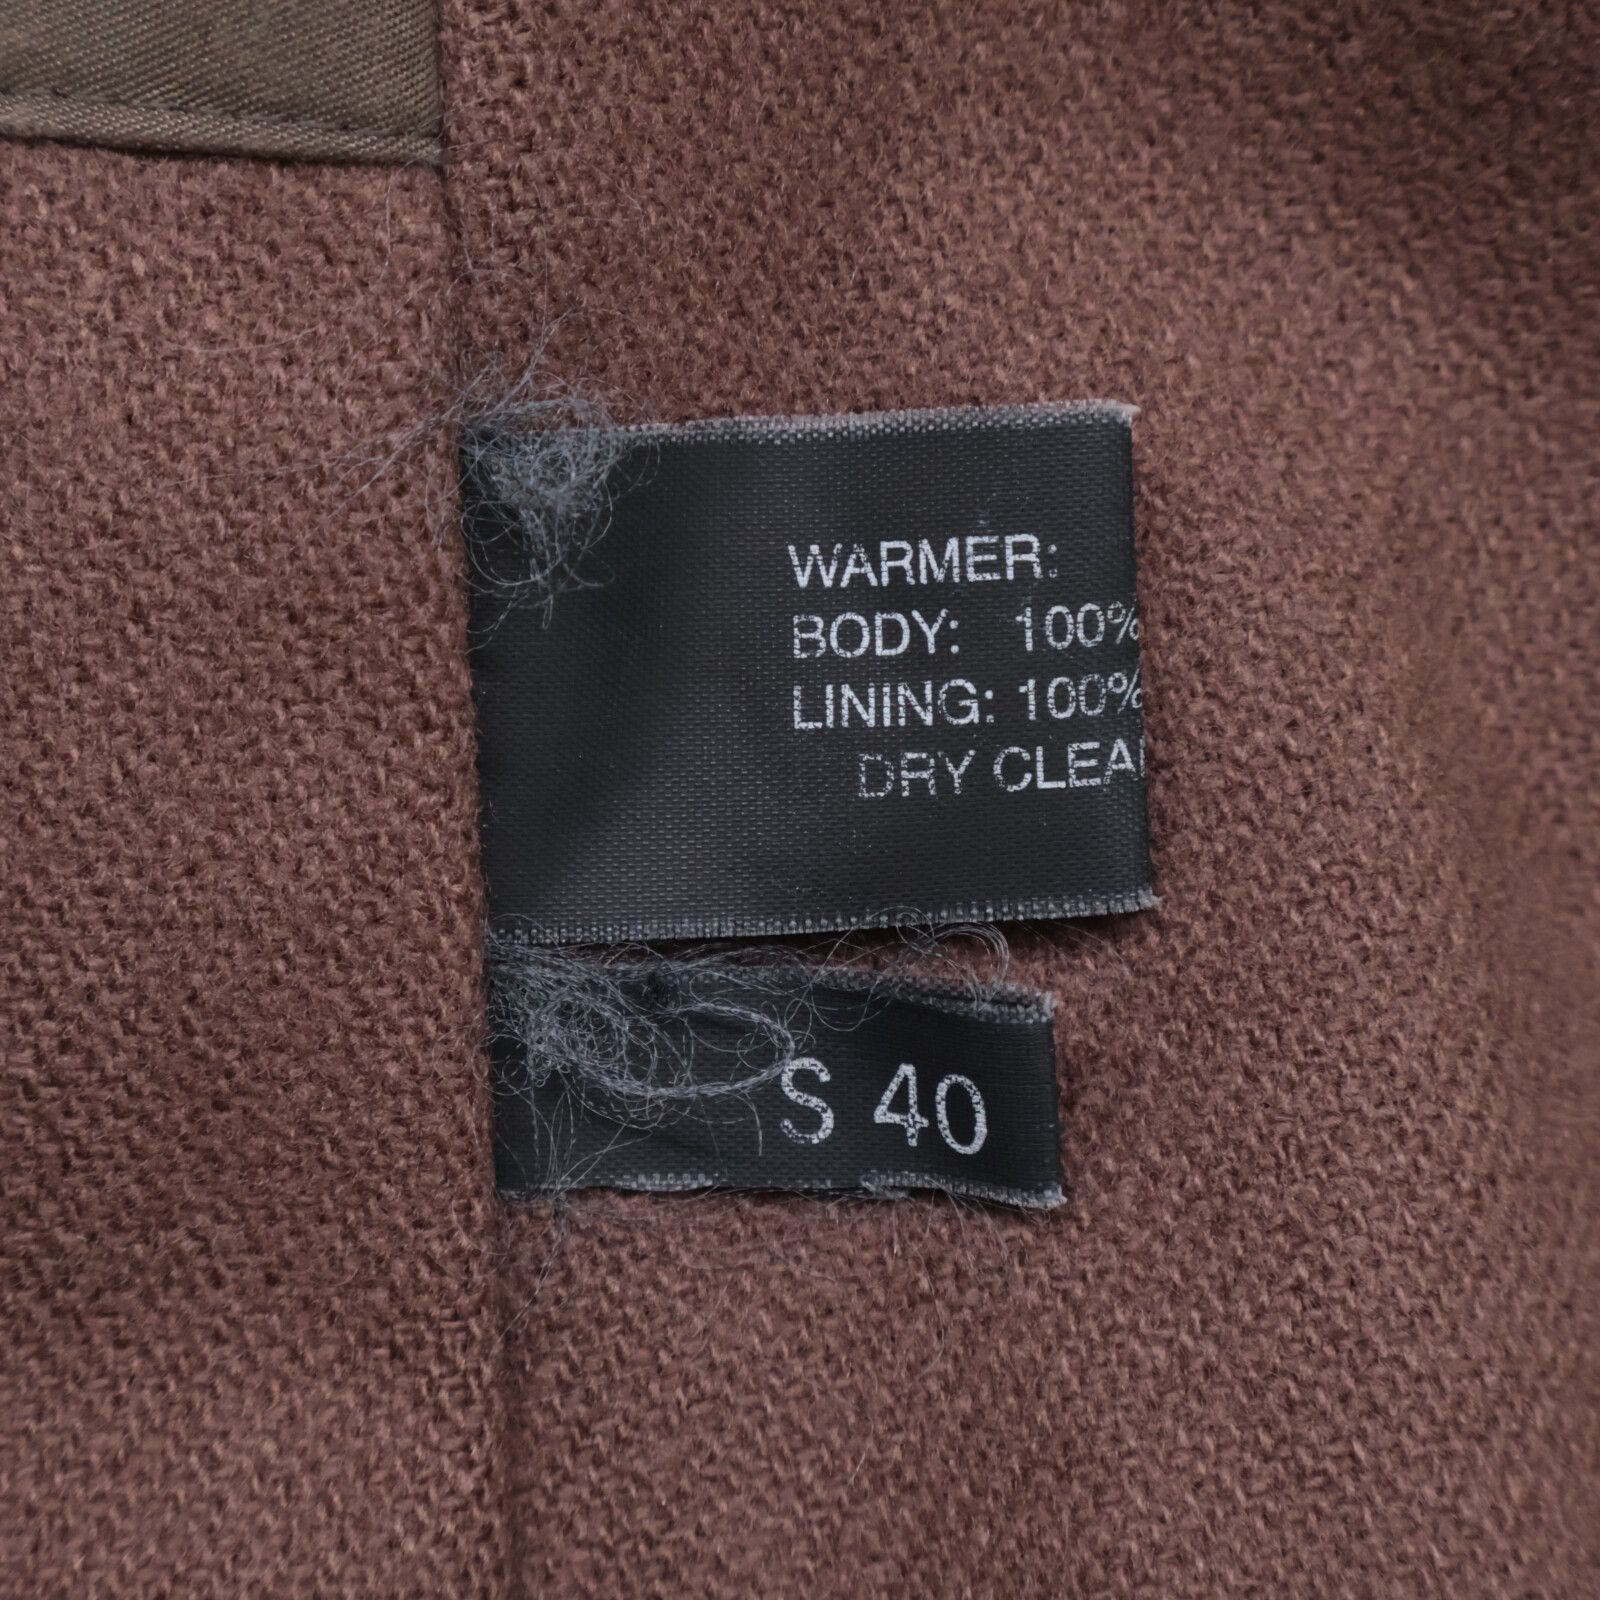 WARMER:
BODY: 100%
LINING: 100%
DRY CLEA
S 40